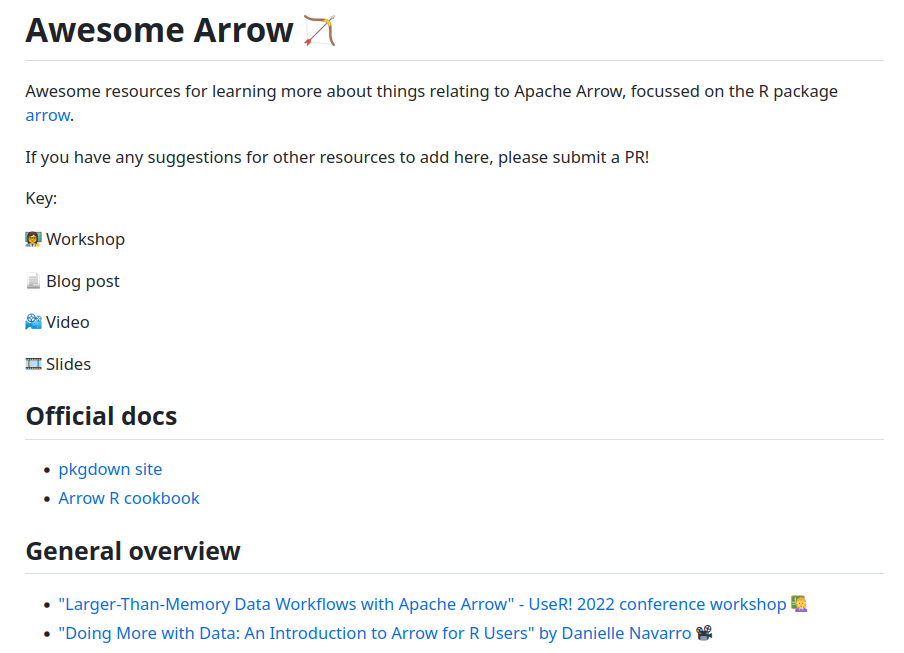 Awesome Arrow 🏹
Awesome resources for learning more about things relating to Apache Arrow, focussed on the R package
arrow.
If you have any suggestions for other resources to add here, please submit a PR!
Key:
👩‍🏫 Workshop
📄 Blog post
🎦 Video
🎞️ Slides
Official docs
• pkgdown site
• Arrow R cookbook
General overview
• "Larger-Than-Memory Data Workflows with Apache Arrow" - UseR! 2022 conference workshop 🧑‍🏫
• "Doing More with Data: An Introduction to Arrow for R Users" by Danielle Navarro 📽️